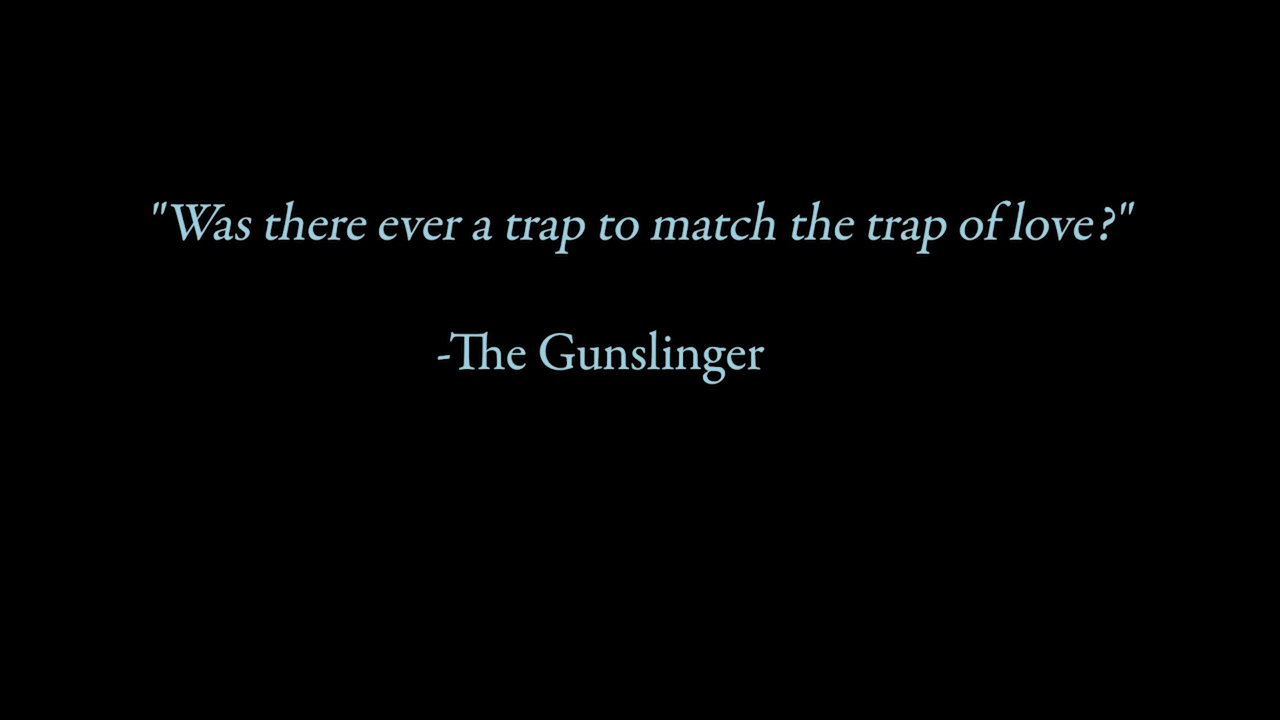 "Was there ever a trap to match the trap of love?"
-The Gunslinger